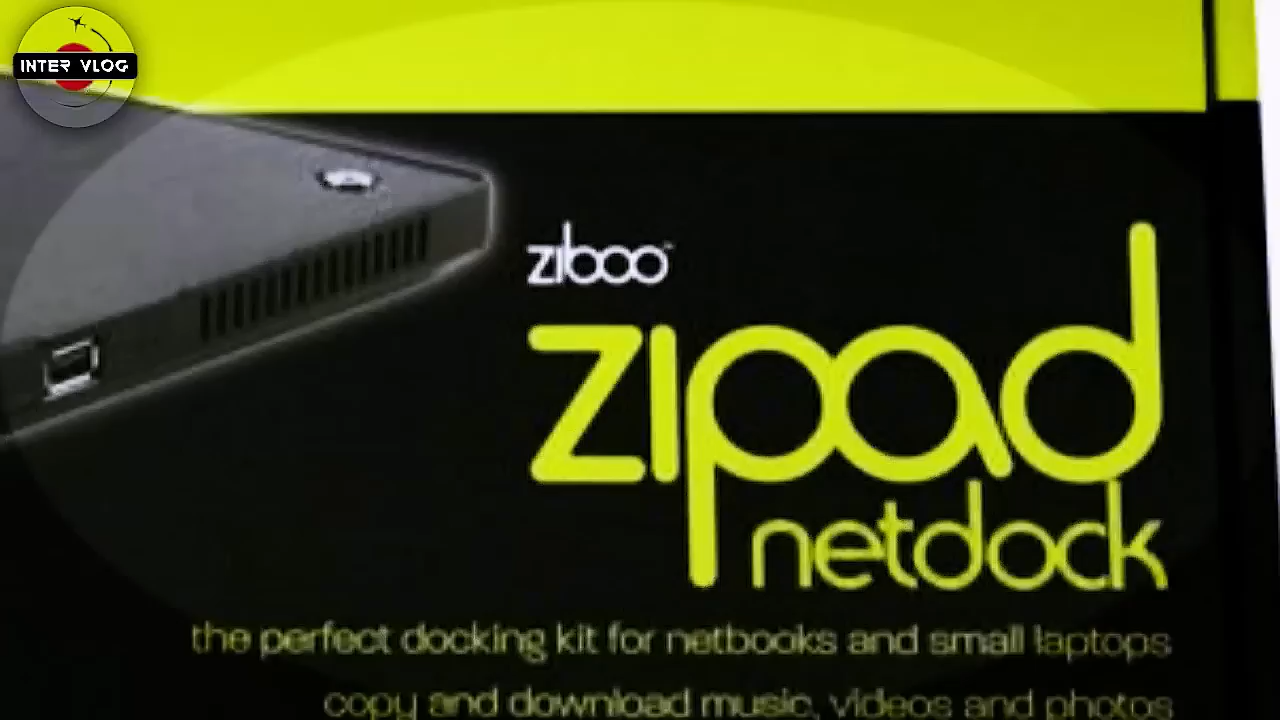 INTER VLOG
ziboo™
zipad
netdock
the perfect docking kit for netbooks and small laptops
copy and download music, videos and photos